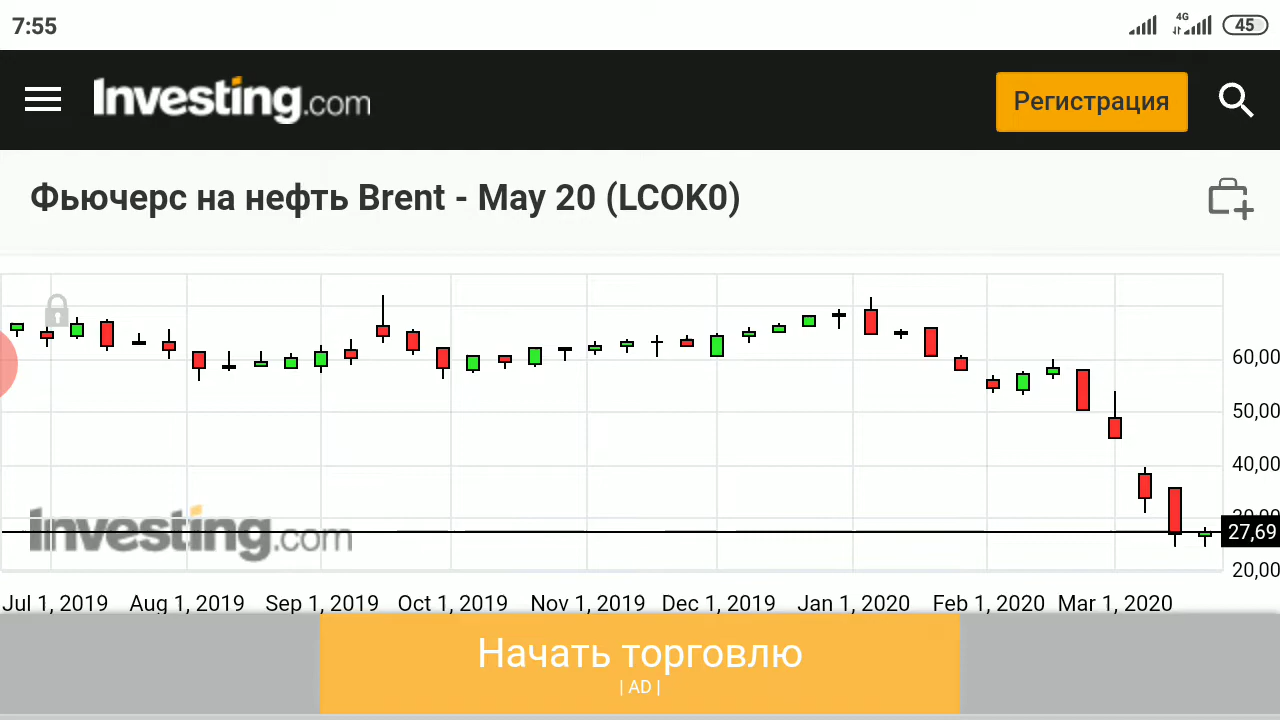 7:55
4G
45
Investing.com
Регистрация
Фьючерс на нефть Brent - May 20 (LCOK0)
60,00
50,00
40,00
30,00
27,69
20,00
Investing.com
Jul 1, 2019 Aug 1, 2019 Sep 1, 2019 Oct 1, 2019 Nov 1, 2019 Dec 1, 2019 Jan 1, 2020 Feb 1, 2020 Mar 1, 2020
Начать торговлю
| AD |